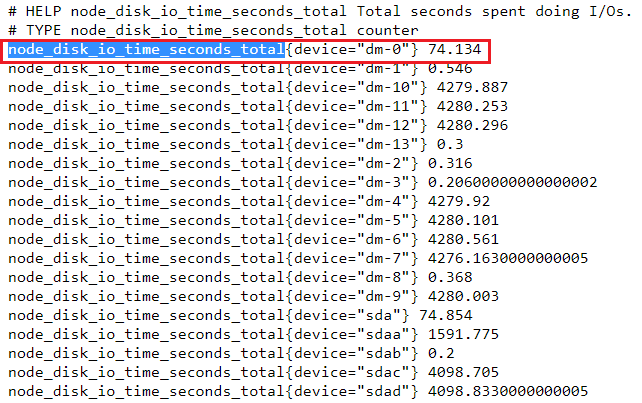 # HELP node_disk_io_time_seconds_total Total seconds spent doing I/Os.
# TYPE node_disk_io_time_seconds_total counter
node_disk_io_time_seconds_total{device="dm-0"} 74.134
node_disk_io_time_seconds_total{device="dm-1"} 0.546
node_disk_io_time_seconds_total{device="dm-10"} 4279.887
node_disk_io_time_seconds_total{device="dm-11"} 4280.253
node_disk_io_time_seconds_total{device="dm-12"} 4280.296
node_disk_io_time_seconds_total{device="dm-13"} 0.3
node_disk_io_time_seconds_total{device="dm-2"} 0.316
node_disk_io_time_seconds_total{device="dm-3"} 0.20600000000000002
node_disk_io_time_seconds_total{device="dm-4"} 4279.92
node_disk_io_time_seconds_total{device="dm-5"} 4280.101
node_disk_io_time_seconds_total{device="dm-6"} 4280.561
node_disk_io_time_seconds_total{device="dm-7"} 4276.1630000000005
node_disk_io_time_seconds_total{device="dm-8"} 0.368
node_disk_io_time_seconds_total{device="dm-9"} 4280.003
node_disk_io_time_seconds_total{device="sda"} 74.854
node_disk_io_time_seconds_total{device="sdaa"} 1591.775
node_disk_io_time_seconds_total{device="sdab"} 0.2
node_disk_io_time_seconds_total{device="sdac"} 4098.705
node_disk_io_time_seconds_total{device="sdad"} 4098.8330000000005